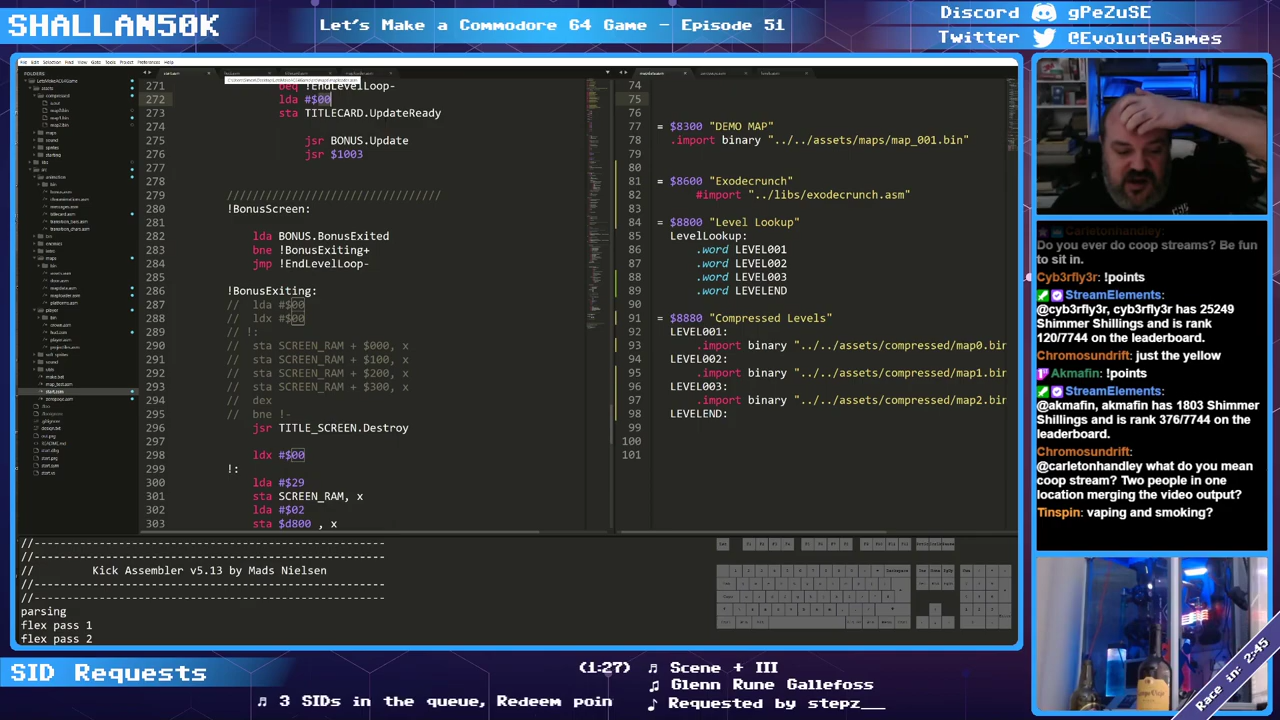 SHALLAN50K
Let's Make a Commodore 64 Game - Episode 51
Discord gPeZuSE
Twitter @EvoluteGames
271 beq !EndLevelLoop-
272 lda #$00
273 sta TITLECARD.UpdateReady
274
275 jsr BONUS.Update
276 jsr $1003
277
278
279 ////////////////////////////////////////
280 !BonusScreen:
281
282 lda BONUS.BonusExited
283 bne !BonusExiting+
284 jmp !EndLevelLoop-
285
286 !BonusExiting:
287 // lda #$00
288 // ldx #$00
289 // !:
290 // sta SCREEN_RAM + $000, x
291 // sta SCREEN_RAM + $100, x
292 // sta SCREEN_RAM + $200, x
293 // sta SCREEN_RAM + $300, x
294 // dex
295 // bne !-
296 jsr TITLE_SCREEN.Destroy
297
298 ldx #$00
299 !:
300 lda #$29
301 sta SCREEN_RAM, x
302 lda #$02
303 sta $d800 , x
74
75
76
77 = $8300 "DEMO MAP"
78 .import binary "../../assets/maps/map_001.bin"
80
81 = $8600 "Exodecrunch"
82 #import "../libs/exodecrunch.asm"
83
84 = $8800 "Level Lookup"
85 levelLookup:
86 .word LEVEL001
87 .word LEVEL002
88 .word LEVEL003
89 .word LEVELEND
90
91 = $8880 "Compressed Levels"
92 LEVEL001:
93 .import binary "../../assets/compressed/map0.bin
94 LEVEL002:
95 .import binary "../../assets/compressed/map1.bin
96 LEVEL003:
97 .import binary "../../assets/compressed/map2.bin
98 LEVELEND:
99
100
101
//--------------------------------------------------
//--------------------------------------------------
// Kick Assembler v5.13 by Mads Nielsen
//--------------------------------------------------
parsing
flex pass 1
flex pass 2
Carletonhandley:
Do you ever do coop streams? Be fun
to sit in.
Cyb3rfly3r: !points
StreamElements:
@cyb3rfly3r, cyb3rfly3r has 25249
Shimmer Shillings and is rank
120/7744 on the leaderboard.
Chromosundrift: just the yellow
Akmafin: !points
StreamElements:
@akmafin, akmafin has 1803 Shimmer
Shillings and is rank 376/7744 on the
leaderboard.
Chromosundrift:
@carletonhandley what do you mean
coop stream? Two people in one
location merging the video output?
Tinspin: vaping and smoking?
Race in: 2:45
SID Requests
(1:27) ♫ Scene + III
♫ Glenn Rune Gallefoss
♪ Requested by stepz__
♫ 3 SIDs in the queue, Redeem poin